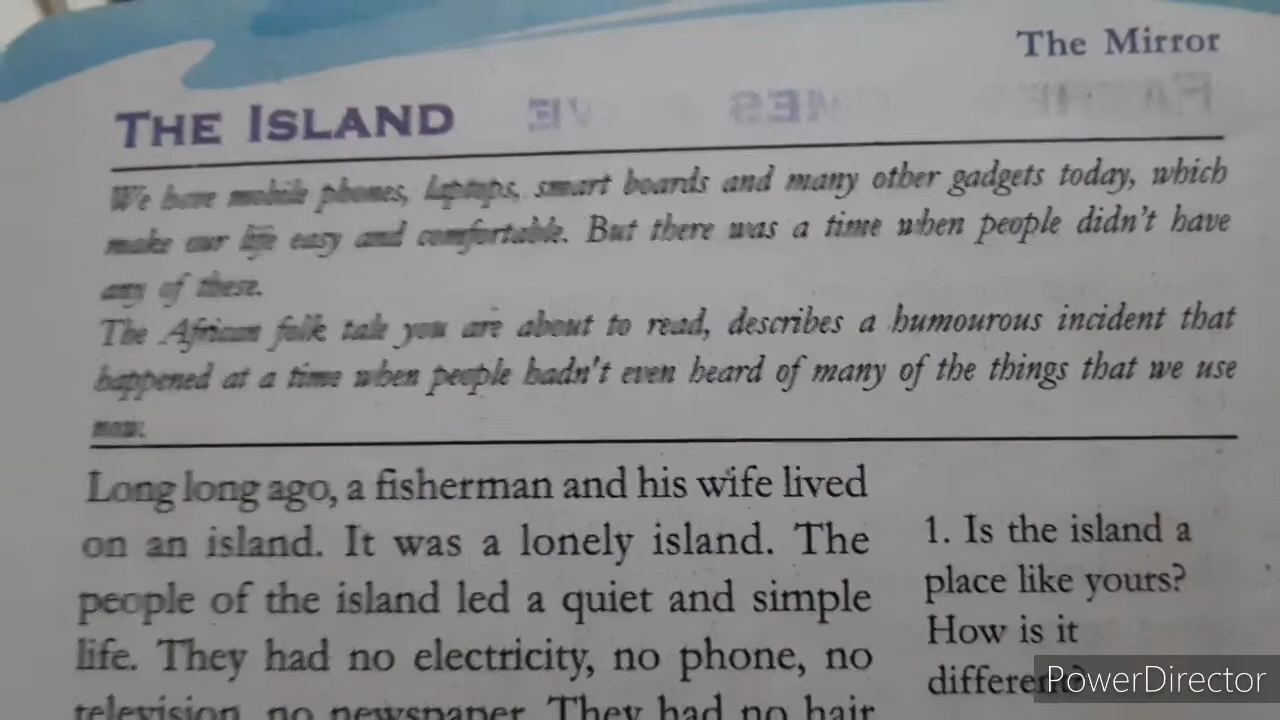 The Mirror
THE ISLAND
We have mobile phones, laptops, smart boards and many other gadgets today, which
make our life easy and comfortable. But there was a time when people didn't have
any of these.
The African folk tale you are about to read, describes a humourous incident that
happened at a time when people hadn't even heard of many of the things that we use
now.
Long long ago, a fisherman and his wife lived
on an island. It was a lonely island. The
people of the island led a quiet and simple
life. They had no electricity, no phone, no
television, no newspaper. They had no hair
1. Is the island a
place like yours?
How is it
different?
PowerDirector